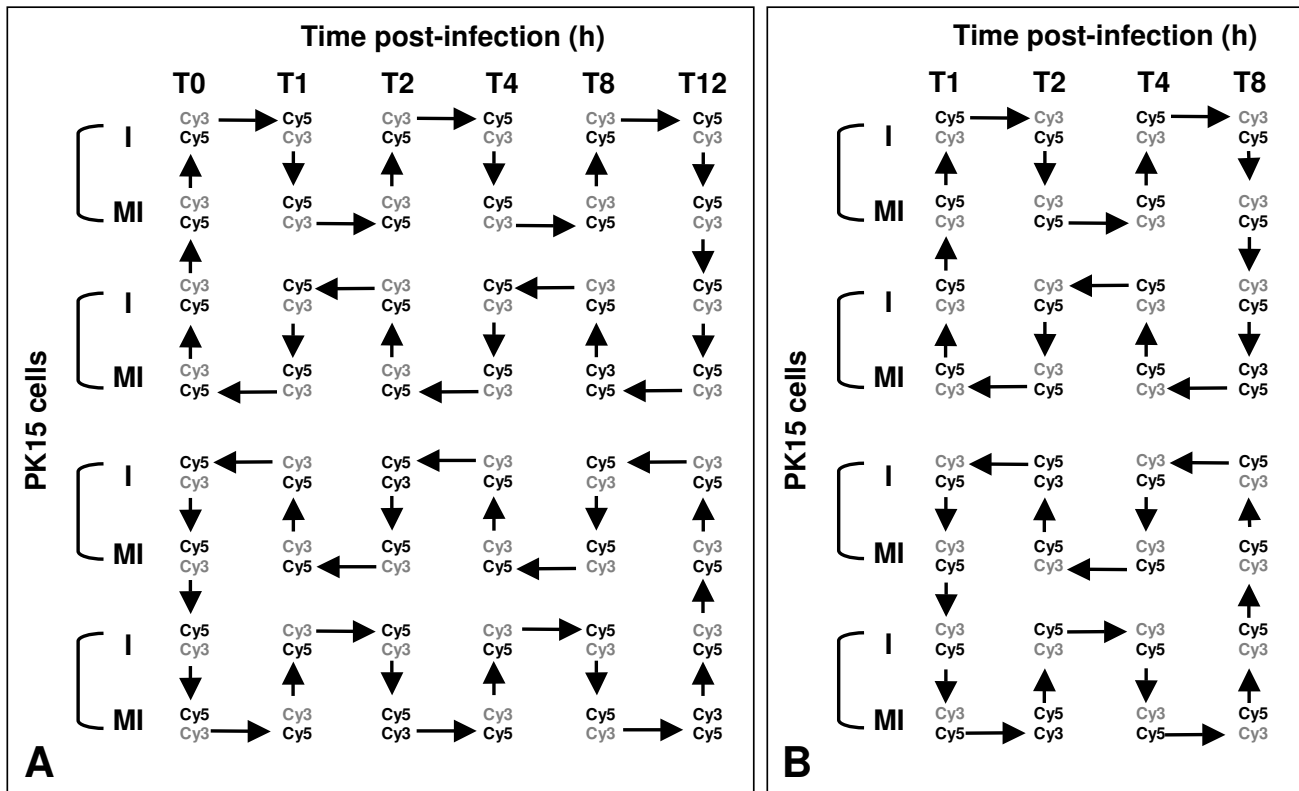 Time post-infection (h)
T0 T1 T2 T4 T8 T12
PK15 cells
Cy3 Cy5 Cy3 Cy5 Cy3 Cy5
I
Cy5 Cy3 Cy5 Cy3 Cy5 Cy3
Cy3 Cy5 Cy3 Cy5 Cy3 Cy5
MI
Cy5 Cy3 Cy5 Cy3 Cy5 Cy3
Cy3 Cy5 Cy3 Cy5 Cy3 Cy5
I
Cy5 Cy3 Cy5 Cy3 Cy5 Cy3
Cy3 Cy5 Cy3 Cy5 Cy3 Cy5
MI
Cy5 Cy3 Cy5 Cy3 Cy5 Cy3
Cy5 Cy3 Cy5 Cy3 Cy5 Cy3
I
Cy3 Cy5 Cy3 Cy5 Cy3 Cy5
Cy5 Cy3 Cy5 Cy3 Cy5 Cy3
MI
Cy3 Cy5 Cy3 Cy5 Cy3 Cy5
Cy5 Cy3 Cy5 Cy3 Cy5 Cy3
I
Cy3 Cy5 Cy3 Cy5 Cy3 Cy5
Cy5 Cy3 Cy5 Cy3 Cy5 Cy3
MI
Cy3 Cy5 Cy3 Cy5 Cy3 Cy5
A
Time post-infection (h)
T1 T2 T4 T8
PK15 cells
Cy5 Cy3 Cy5 Cy3
I
Cy3 Cy5 Cy3 Cy5
Cy5 Cy3 Cy5 Cy3
MI
Cy3 Cy5 Cy3 Cy5
Cy5 Cy3 Cy5 Cy3
I
Cy3 Cy5 Cy3 Cy5
Cy5 Cy3 Cy5 Cy3
MI
Cy3 Cy5 Cy3 Cy5
Cy3 Cy5 Cy3 Cy5
I
Cy5 Cy3 Cy5 Cy3
Cy3 Cy5 Cy3 Cy5
MI
Cy5 Cy3 Cy5 Cy3
Cy3 Cy5 Cy3 Cy5
I
Cy5 Cy3 Cy5 Cy3
Cy3 Cy5 Cy3 Cy5
MI
Cy5 Cy3 Cy5 Cy3
B